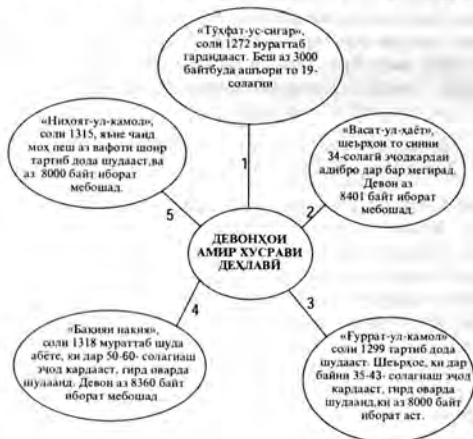 «Тӯҳфат-ус-сигар»,
соли 1272 мураттаб
гардидааст. Беш аз 3000
байтбуда ашъори то 19-
солагии
1
«Васат-ул-ҳаёт»,
шеърҳои то синни
34-солагӣ эҷодкардаи
адибро дар бар мегирад.
Девон аз
8401 байт иборат
мебошад.
2
«Ғуррат-ул-камол»
соли 1299 тартиб дода
шудааст. Шеърҳое, ки дар
байни 35-43- солагиаш эҷод
кардааст, гирд оварда
шудаанд,ки аз 8000 байт
иборат аст.
3
«Бақияи нақия»,
соли 1318 мураттаб шуда
абёте, ки дар 50-60- солагиаш
эҷод кардааст, гирд оварда
шудаанд. Девон аз 8360 байт
иборат мебошад
4
«Ниҳоят-ул-камол»,
соли 1315, яъне чанд
моҳ пеш аз вафоти шоир
тартиб дода шудааст,ва
аз 8000 байт иборат
мебошад.
5
ДЕВОНҲОИ
АМИР ХУСРАВИ
ДЕҲЛАВӢ